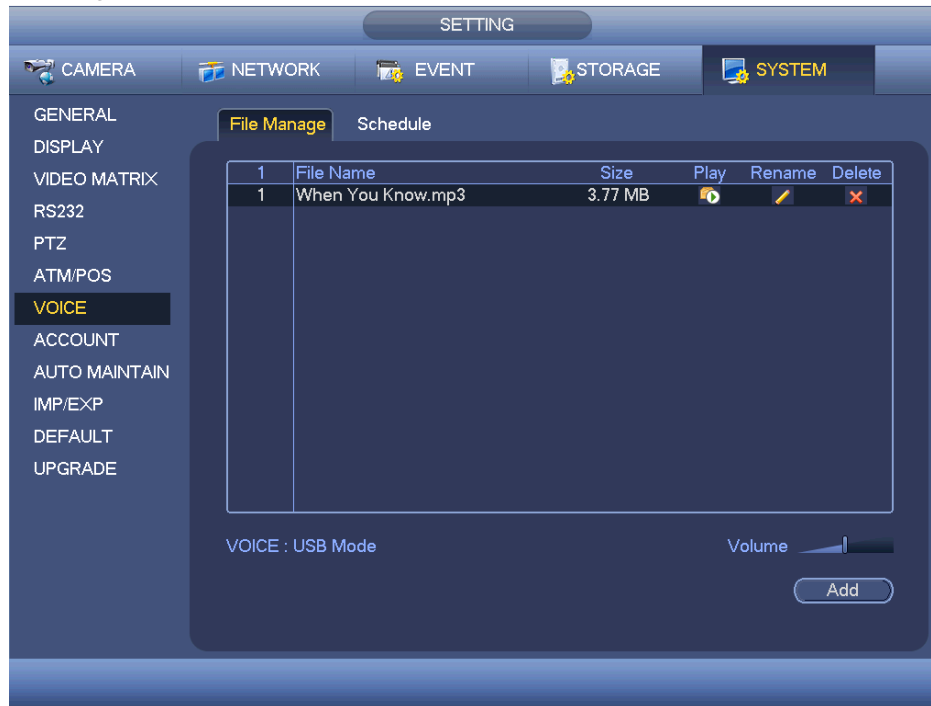 SETTING
CAMERA NETWORK EVENT STORAGE SYSTEM
GENERAL
DISPLAY
VIDEO MATRIX
RS232
PTZ
ATM/POS
VOICE
ACCOUNT
AUTO MAINTAIN
IMP/EXP
DEFAULT
UPGRADE
File Manage Schedule
1 File Name Size Play Rename Delete
1 When You Know.mp3 3.77 MB
VOICE : USB Mode Volume
Add